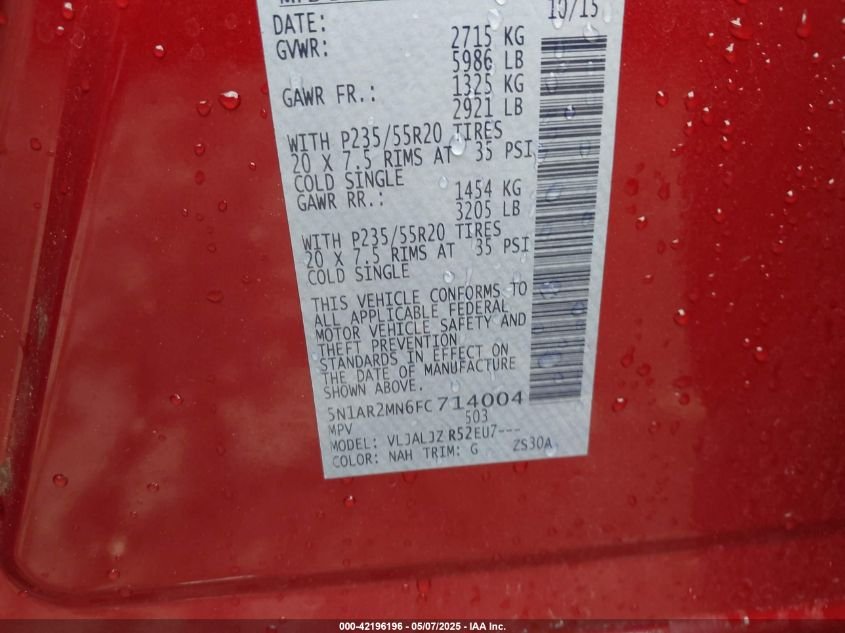 DATE: 10/15
GVWR: 2715 KG
5986 LB
GAWR FR.: 1325 KG
2921 LB
WITH P235/55R20 TIRES
20 X 7.5 RIMS AT 35 PSI
COLD SINGLE
GAWR RR.: 1454 KG
3205 LB
WITH P235/55R20 TIRES
20 X 7.5 RIMS AT 35 PSI
COLD SINGLE
THIS VEHICLE CONFORMS TO
ALL APPLICABLE FEDERAL
MOTOR VEHICLE SAFETY AND
THEFT PREVENTION
STANDARDS IN EFFECT ON
THE DATE OF MANUFACTURE
SHOWN ABOVE.
5N1AR2MN6FC714004
MPV 503
MODEL: VLJALJZ R52EU7---
COLOR: NAH TRIM: G ZS30A
000-42196196 - 05/07/2025 - IAA Inc.